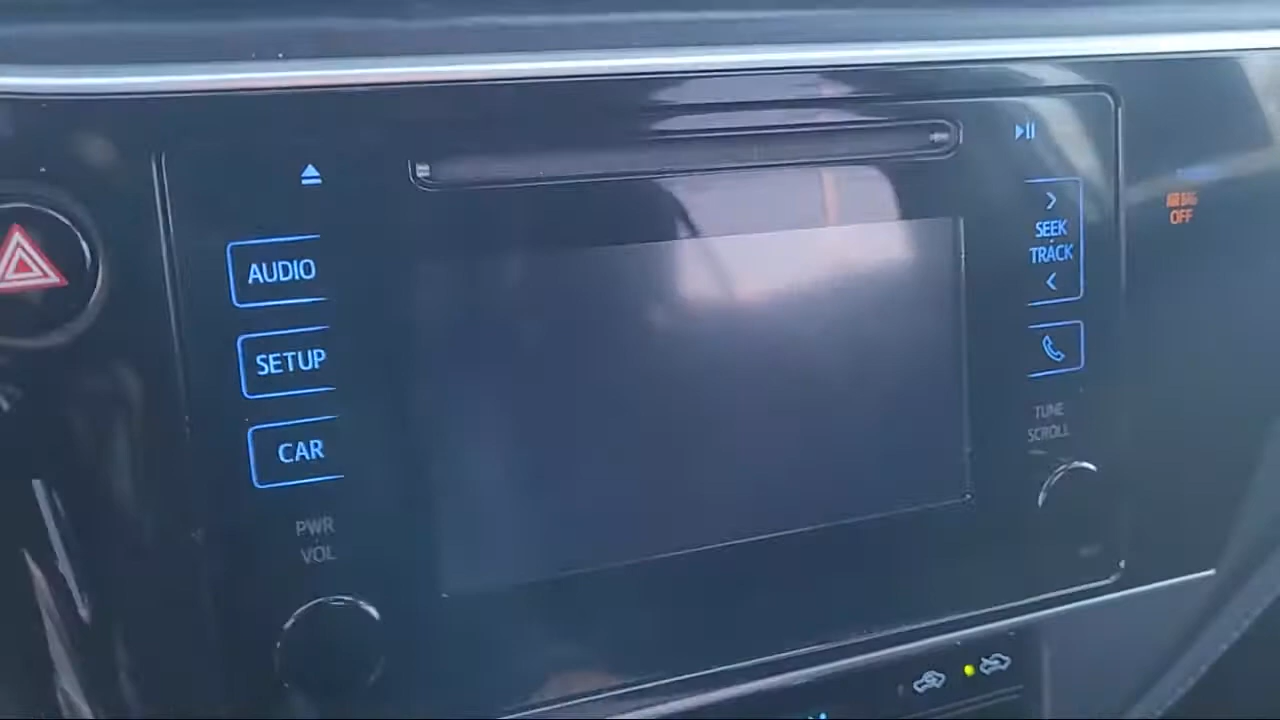 AUDIO
SETUP
CAR
PWR
VOL
SEEK
TRACK
TUNE
SCROLL
AIR BAG
OFF